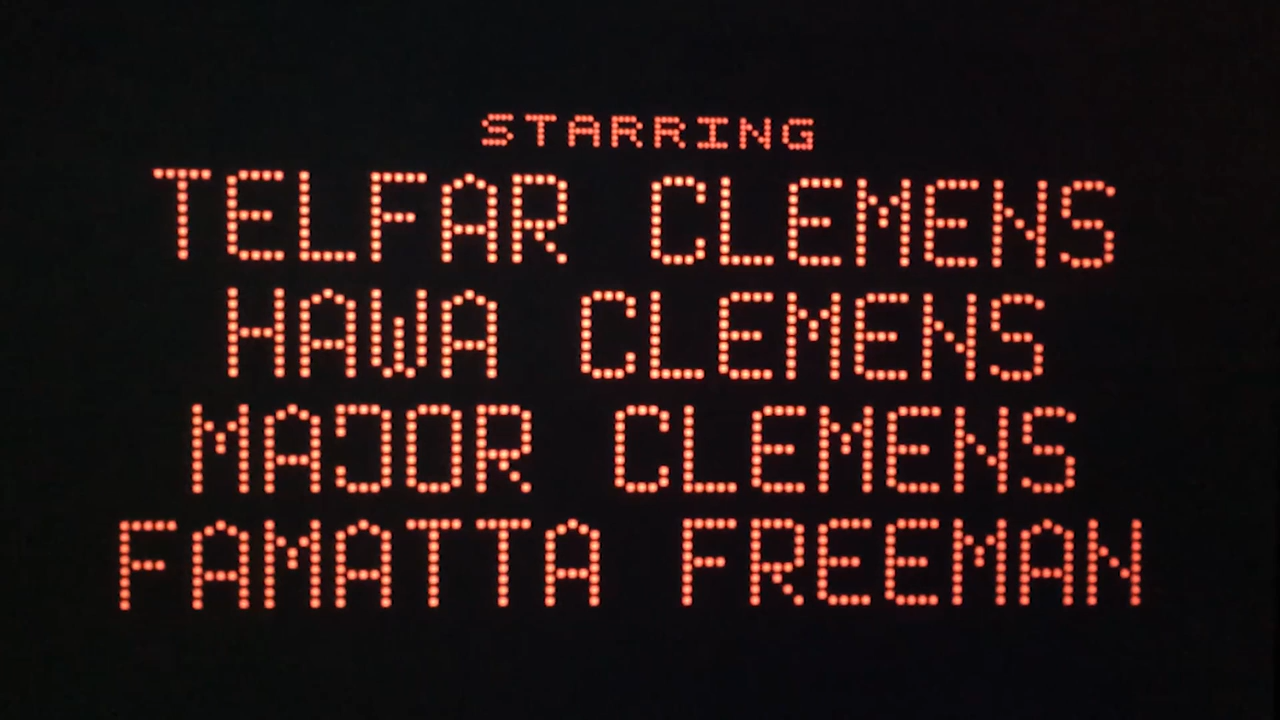 STARRING
TELFAR CLEMENS
HAWA CLEMENS
MAJOR CLEMENS
FAMATTA FREEMAN